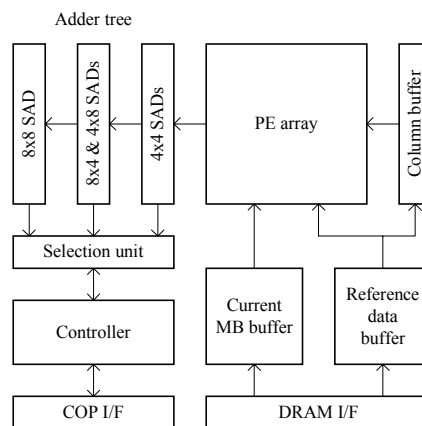 Adder tree
8x8 SAD
8x4 & 4x8 SADs
4x4 SADs
PE array
Column buffer
Selection unit
Current
MB buffer
Reference
data
buffer
Controller
COP I/F
DRAM I/F